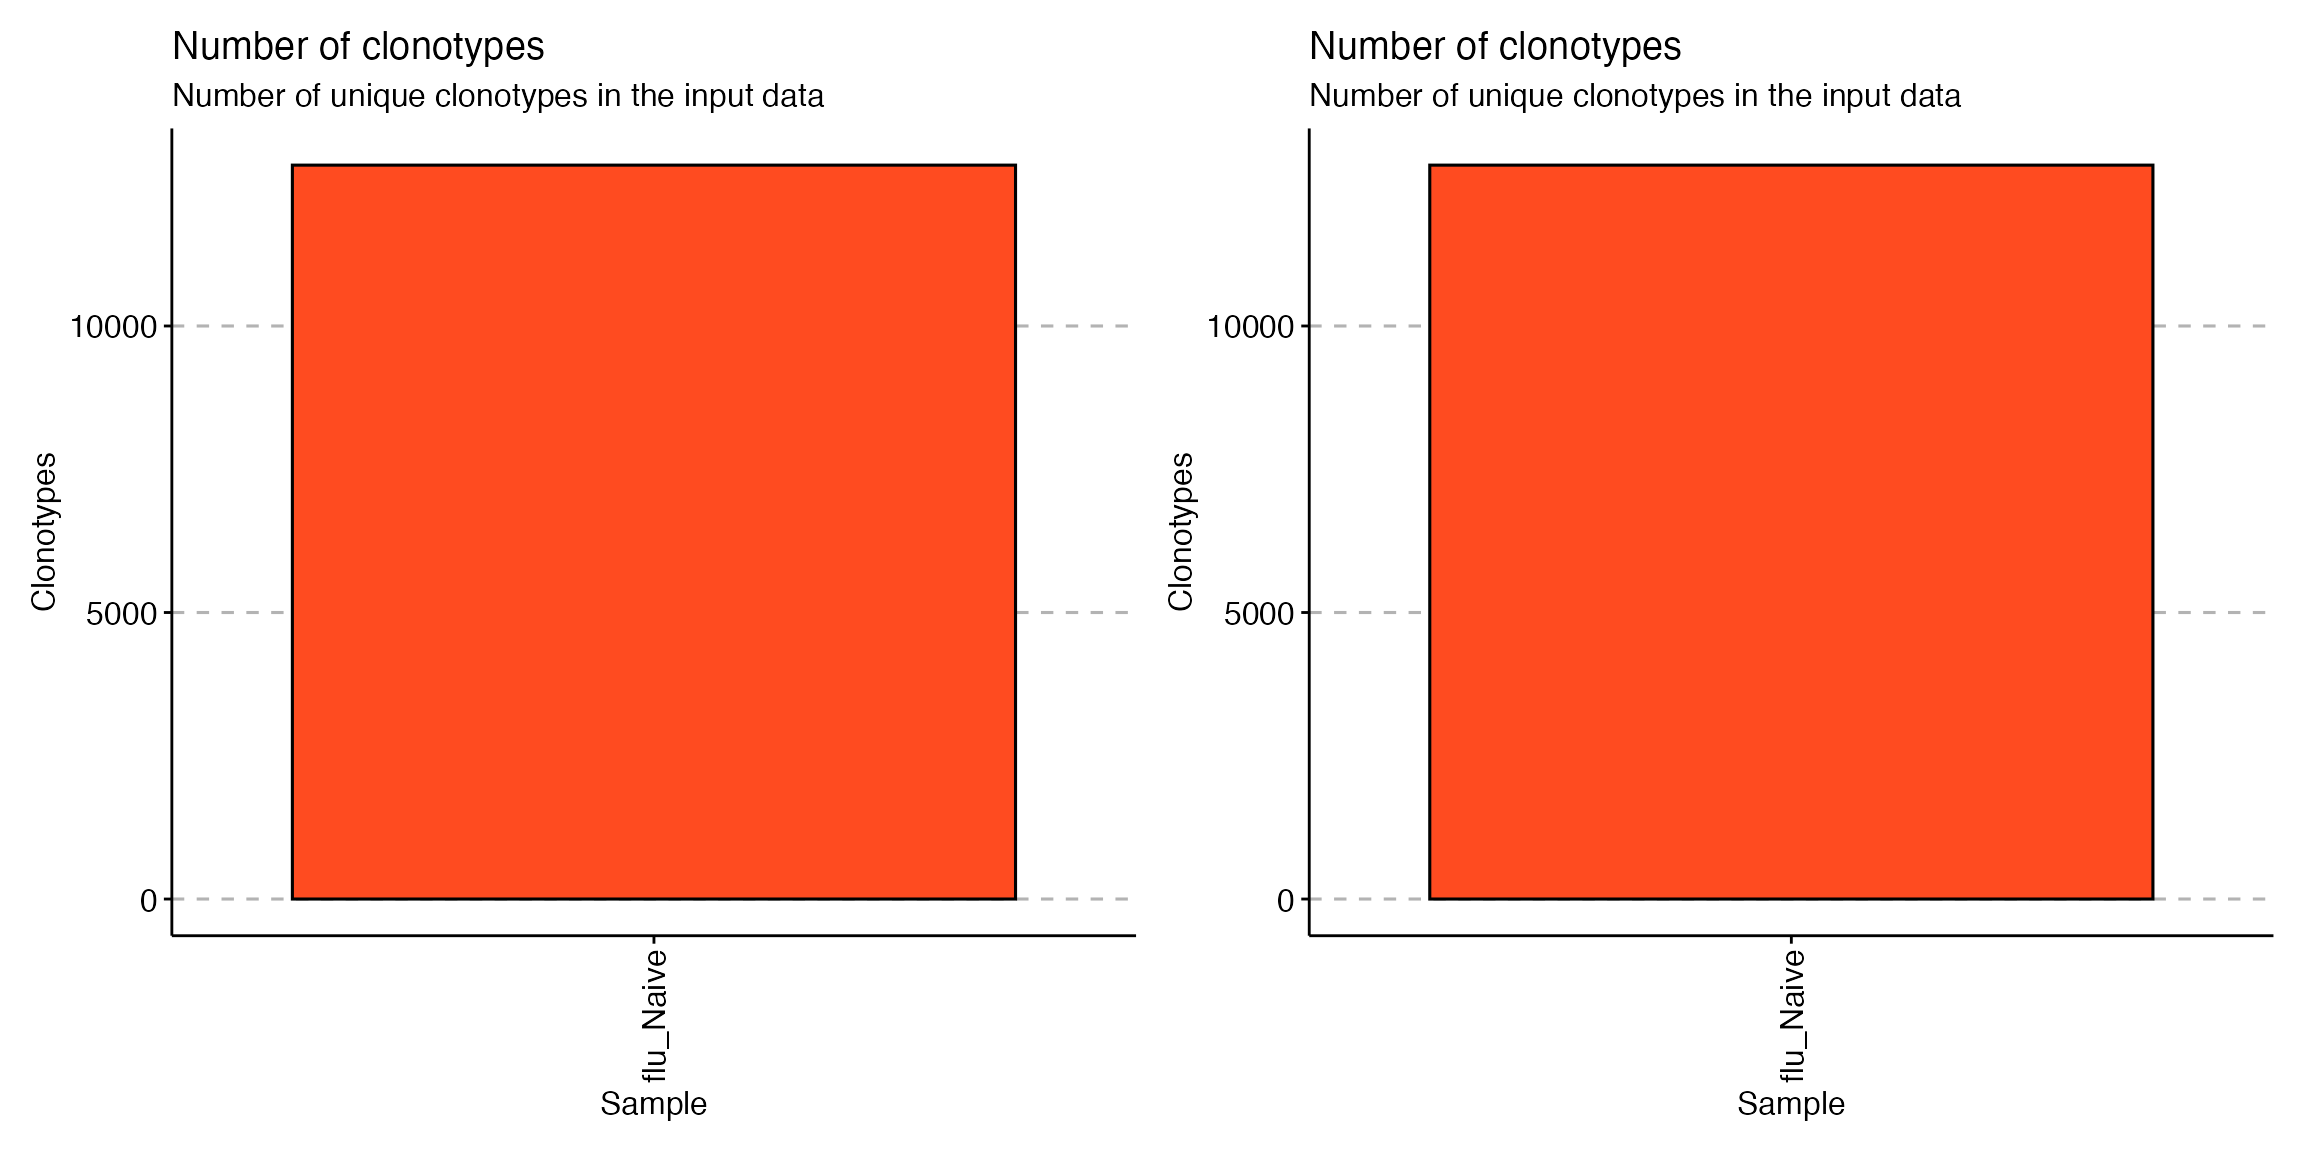 Number of clonotypes
Number of unique clonotypes in the input data
Clonotypes
10000
5000
0
flu_Naive
Sample
Number of clonotypes
Number of unique clonotypes in the input data
Clonotypes
10000
5000
0
flu_Naive
Sample